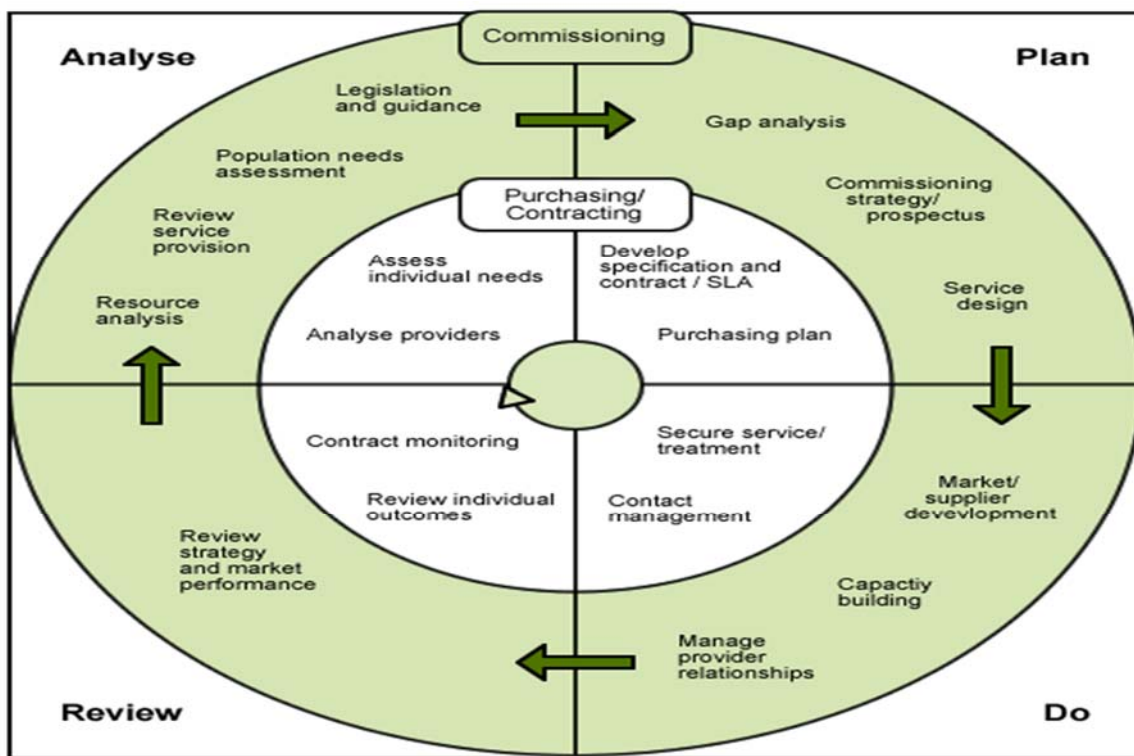 Analyse
Commissioning
Plan
Legislation
and guidance
Population needs
assessment
Review
service
provision
Resource
analysis
Gap analysis
Commissioning
strategy/
prospectus
Service
design
Purchasing/
Contracting
Assess
individual needs
Analyse providers
Develop
specification and
contract / SLA
Purchasing plan
Contract monitoring
Review individual
outcomes
Secure service/
treatment
Contact
management
Market/
supplier
devevlopment
Capactiy
building
Manage
provider
relationships
Review
strategy
and market
performance
Review
Do